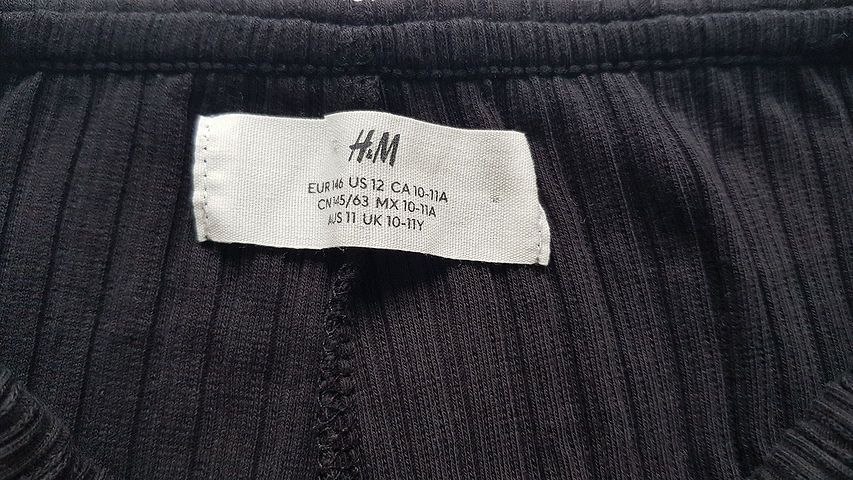 H&M
EUR 146 US 12 CA 10-11A
CN 145/63 MX 10-11A
AUS 11 UK 10-11Y